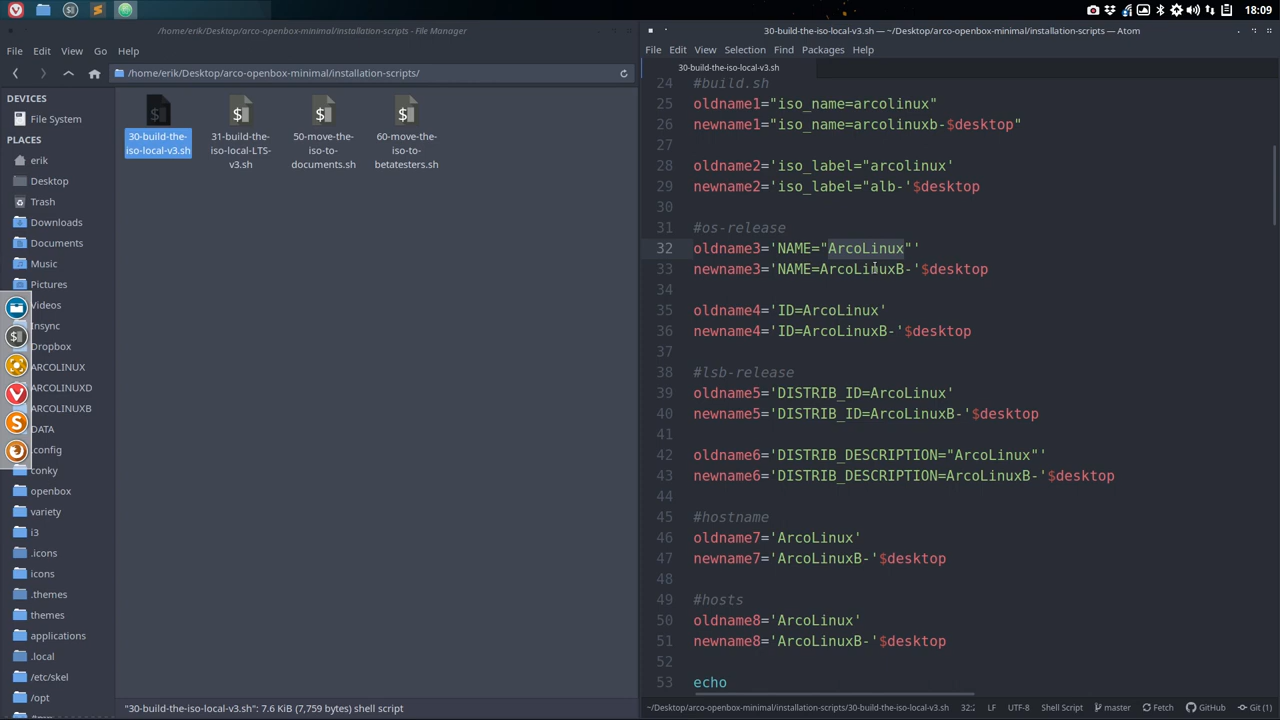 18:09
/home/erik/Desktop/arco-openbox-minimal/installation-scripts/ - File Manager
File Edit View Go Help
/home/erik/Desktop/arco-openbox-minimal/installation-scripts/
DEVICES
File System
PLACES
erik
Desktop
Trash
Downloads
Documents
Music
Pictures
Videos
Insync
Dropbox
ARCOLINUX
ARCOLINUXD
ARCOLINUXB
DATA
.config
conky
openbox
variety
i3
.icons
icons
.themes
themes
applications
.local
/etc/skel
/opt
30-build-the-
iso-local-v3.sh
31-build-the-
iso-local-LTS-
v3.sh
50-move-the-
iso-to-
documents.sh
60-move-the-
iso-to-
betatesters.sh
"30-build-the-iso-local-v3.sh": 7.6 KiB (7,759 bytes) shell script
30-build-the-iso-local-v3.sh — ~/Desktop/arco-openbox-minimal/installation-scripts — Atom
File Edit View Selection Find Packages Help
30-build-the-iso-local-v3.sh
24 #build.sh
25 oldname1="iso_name=arcolinux"
26 newname1="iso_name=arcolinuxb-$desktop"
27
28 oldname2='iso_label="arcolinux'
29 newname2='iso_label="alb-'$desktop
30
31 #os-release
32 oldname3='NAME="ArcoLinux"'
33 newname3='NAME=ArcoLinuxB-'$desktop
34
35 oldname4='ID=ArcoLinux'
36 newname4='ID=ArcoLinuxB-'$desktop
37
38 #lsb-release
39 oldname5='DISTRIB_ID=ArcoLinux'
40 newname5='DISTRIB_ID=ArcoLinuxB-'$desktop
41
42 oldname6='DISTRIB_DESCRIPTION="ArcoLinux"'
43 newname6='DISTRIB_DESCRIPTION=ArcoLinuxB-'$desktop
44
45 #hostname
46 oldname7='ArcoLinux'
47 newname7='ArcoLinuxB-'$desktop
48
49 #hosts
50 oldname8='ArcoLinux'
51 newname8='ArcoLinuxB-'$desktop
52
53 echo
~/Desktop/arco-openbox-minimal/installation-scripts/30-build-the-iso-local-v3.sh 32: LF UTF-8 Shell Script master Fetch GitHub Git (1)